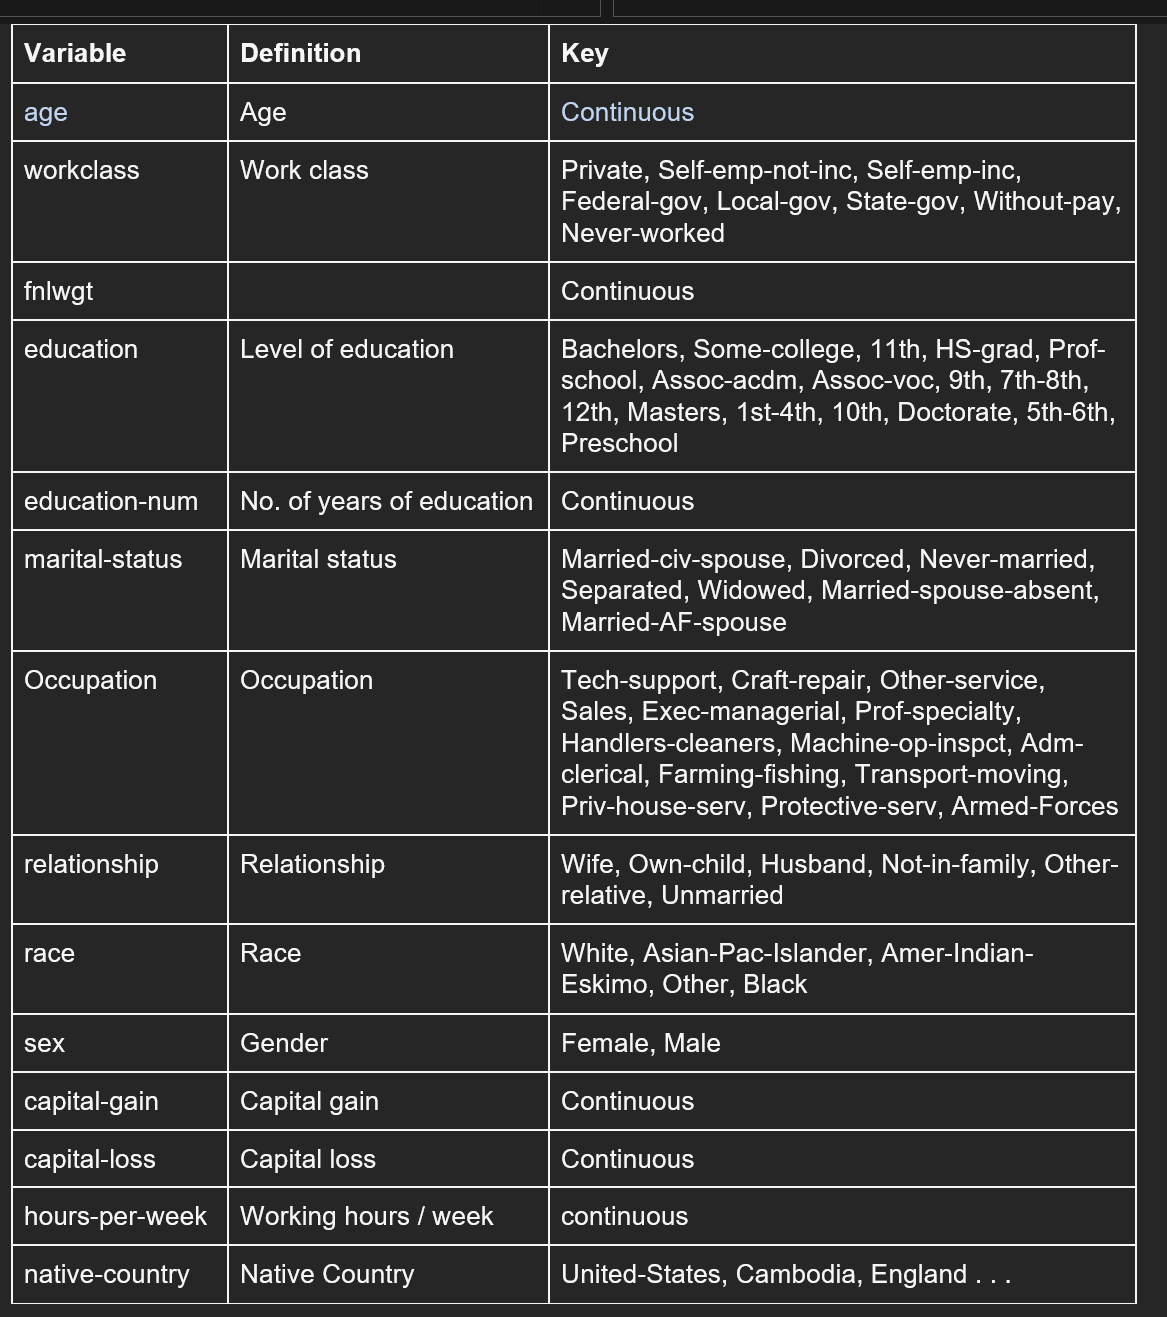 Variable Definition Key
age Age Continuous
workclass Work class Private, Self-emp-not-inc, Self-emp-inc,
Federal-gov, Local-gov, State-gov, Without-pay,
Never-worked
fnlwgt Continuous
education Level of education Bachelors, Some-college, 11th, HS-grad, Prof-
school, Assoc-acdm, Assoc-voc, 9th, 7th-8th,
12th, Masters, 1st-4th, 10th, Doctorate, 5th-6th,
Preschool
education-num No. of years of education Continuous
marital-status Marital status Married-civ-spouse, Divorced, Never-married,
Separated, Widowed, Married-spouse-absent,
Married-AF-spouse
Occupation Occupation Tech-support, Craft-repair, Other-service,
Sales, Exec-managerial, Prof-specialty,
Handlers-cleaners, Machine-op-inspct, Adm-
clerical, Farming-fishing, Transport-moving,
Priv-house-serv, Protective-serv, Armed-Forces
relationship Relationship Wife, Own-child, Husband, Not-in-family, Other-
relative, Unmarried
race Race White, Asian-Pac-Islander, Amer-Indian-
Eskimo, Other, Black
sex Gender Female, Male
capital-gain Capital gain Continuous
capital-loss Capital loss Continuous
hours-per-week Working hours / week continuous
native-country Native Country United-States, Cambodia, England . . .